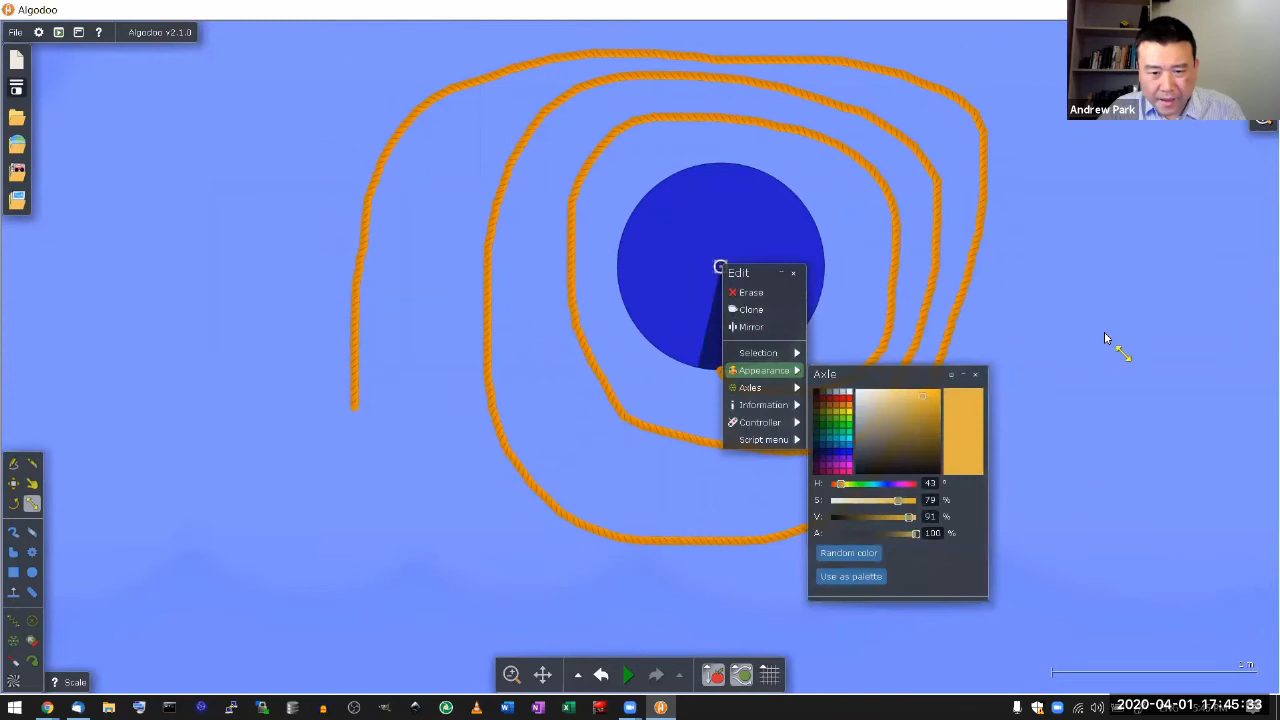 Algodoo
File
?
Algodoo v2.1.0
Andrew Park
Edit
Erase
Clone
Mirror
Selection
Appearance
Axles
Information
Controller
Script menu
Axle
H: 43 °
S: 79 %
V: 91 %
A: 100 %
Random color
Use as palette
? Scale
1 m
2020-04-01 17:45:33